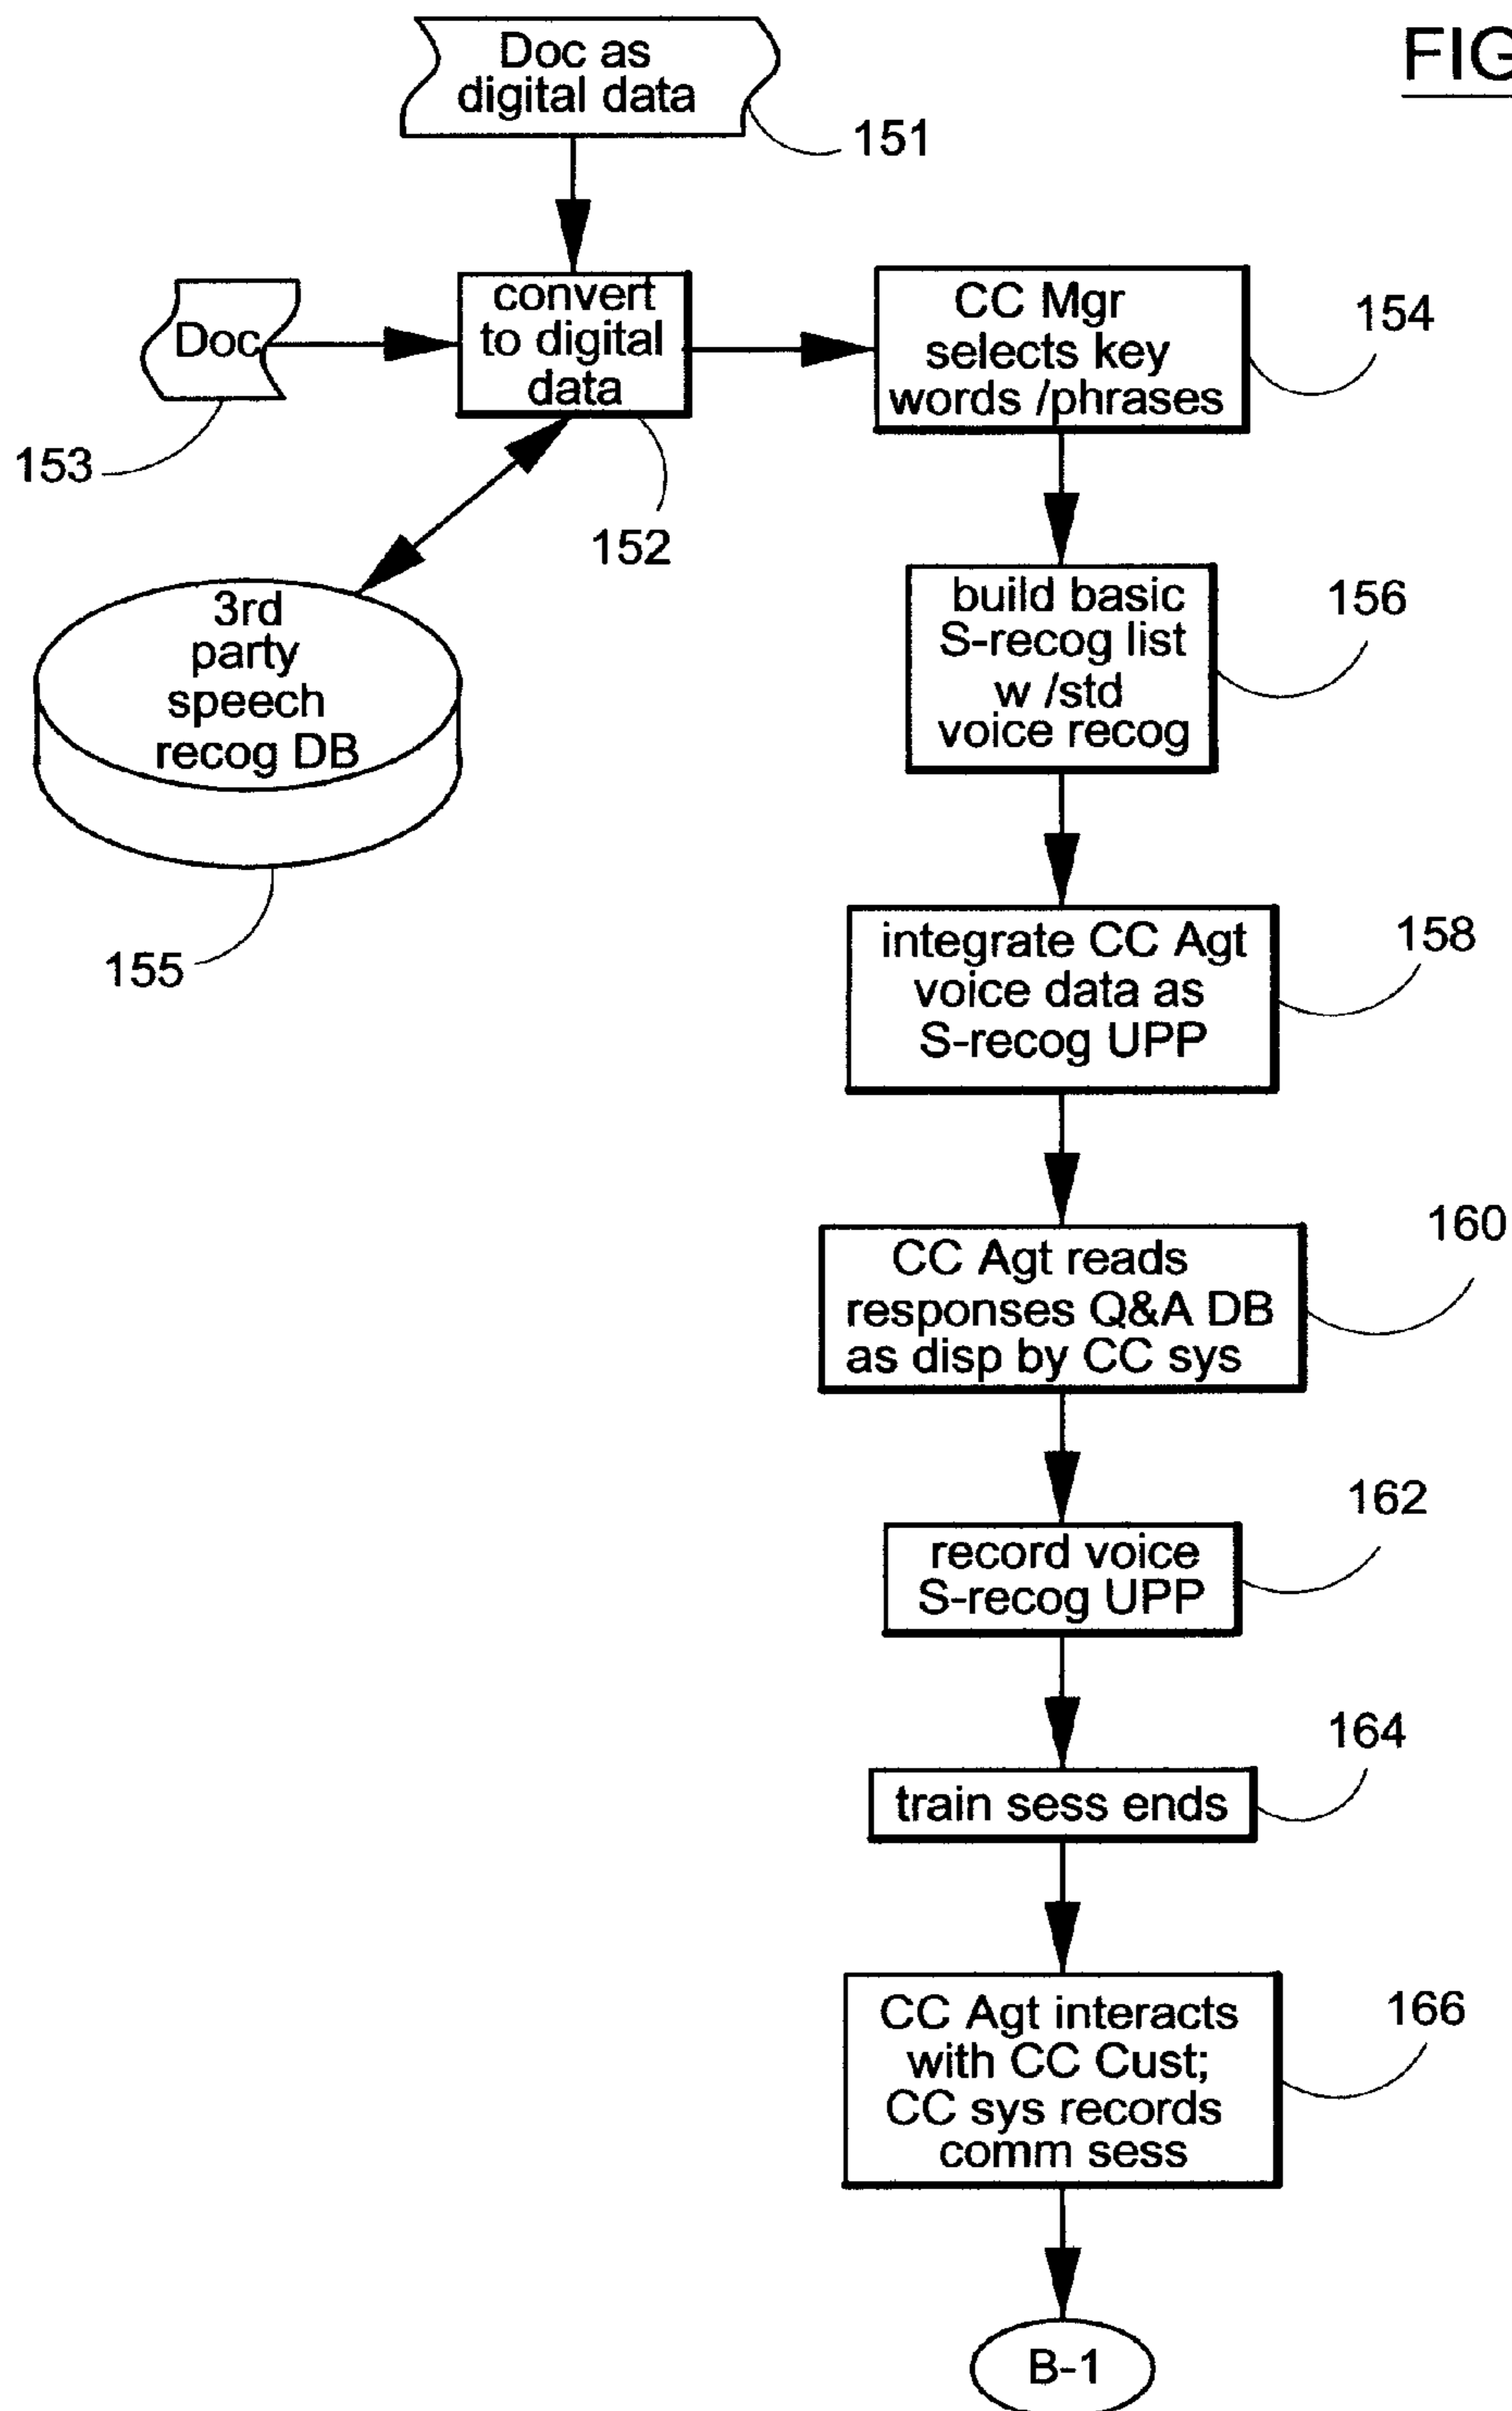 FIG
Doc as
digital data
151
Doc
153
convert
to digital
data
152
3rd
party
speech
recog DB
155
CC Mgr
selects key
words /phrases
154
build basic
S-recog list
w /std
voice recog
156
integrate CC Agt
voice data as
S-recog UPP
158
CC Agt reads
responses Q&A DB
as disp by CC sys
160
record voice
S-recog UPP
162
train sess ends
164
CC Agt interacts
with CC Cust;
CC sys records
comm sess
166
B-1